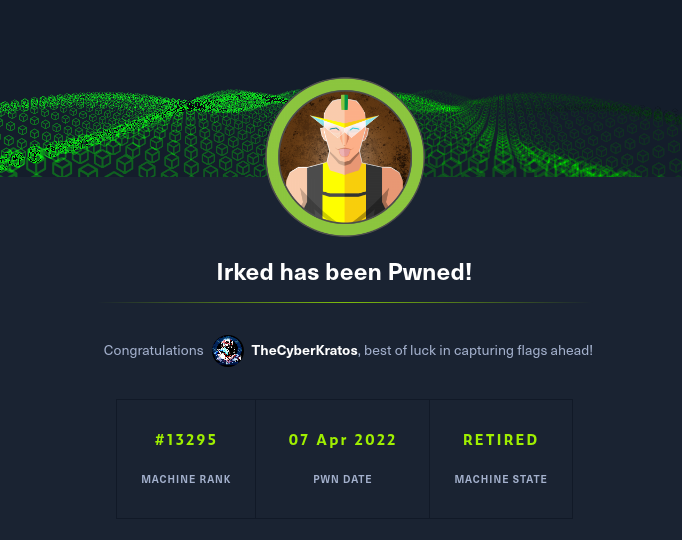 Irked has been Pwned!
Congratulations TheCyberKratos, best of luck in capturing flags ahead!
#13295 07 Apr 2022 RETIRED
MACHINE RANK PWN DATE MACHINE STATE